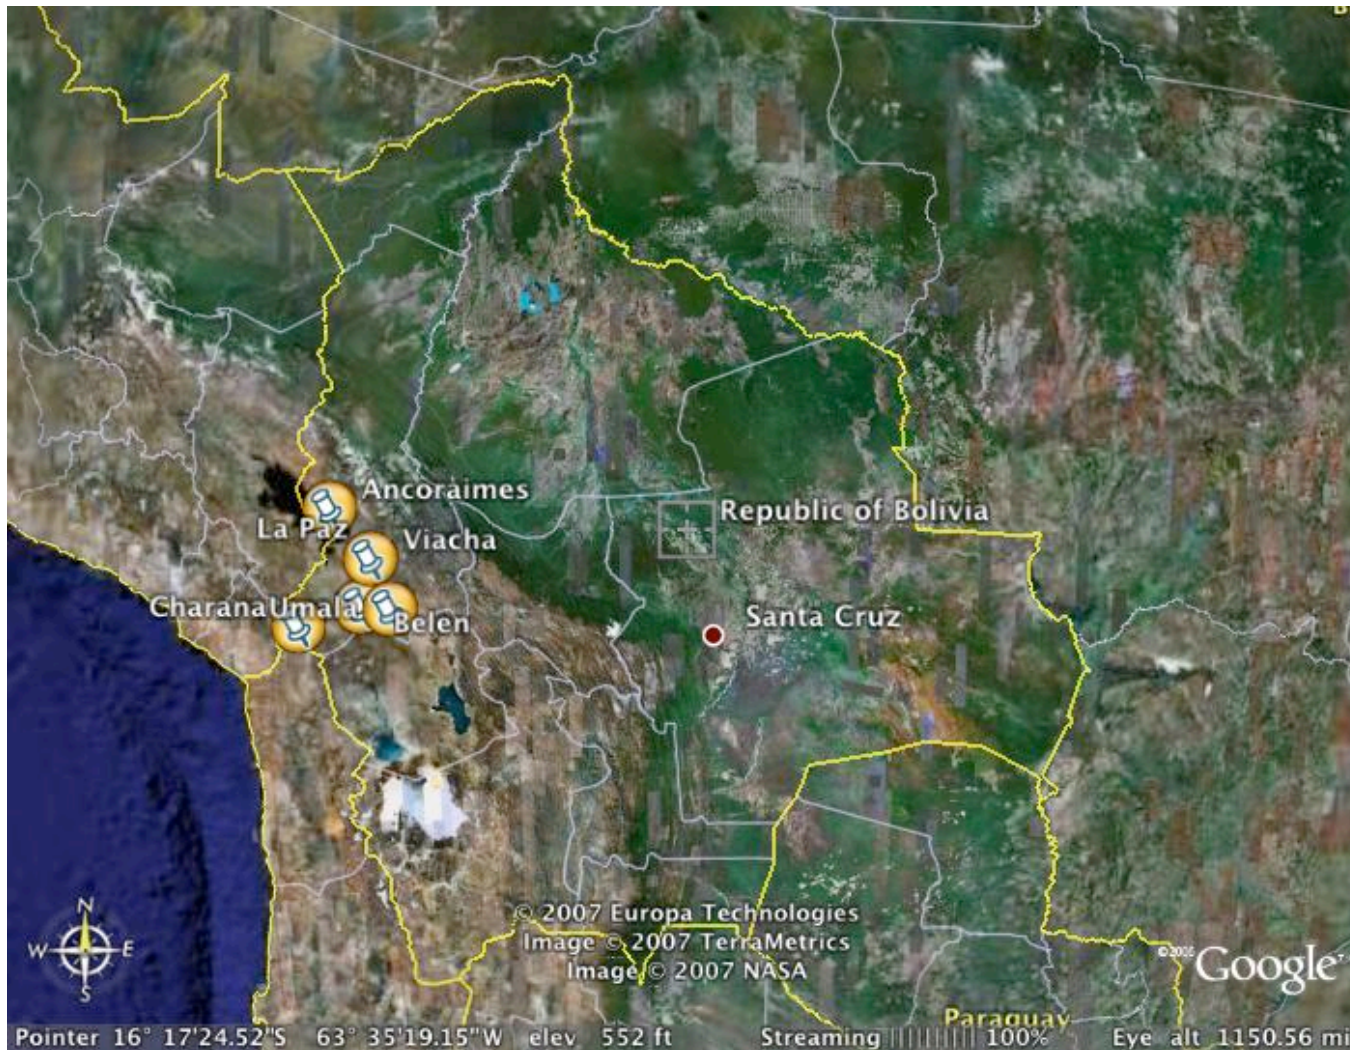 Ancoraimes
La Paz
Viacha
Republic of Bolivia
Charana
Umala
Belen
Santa Cruz
© 2007 Europa Technologies
Image © 2007 TerraMetrics
Image © 2007 NASA
Google
Paraguay
Pointer 16° 17'24.52"S 63° 35'19.15"W elev 552 ft Streaming 100% Eye alt 1150.56 mi
N
W E
S